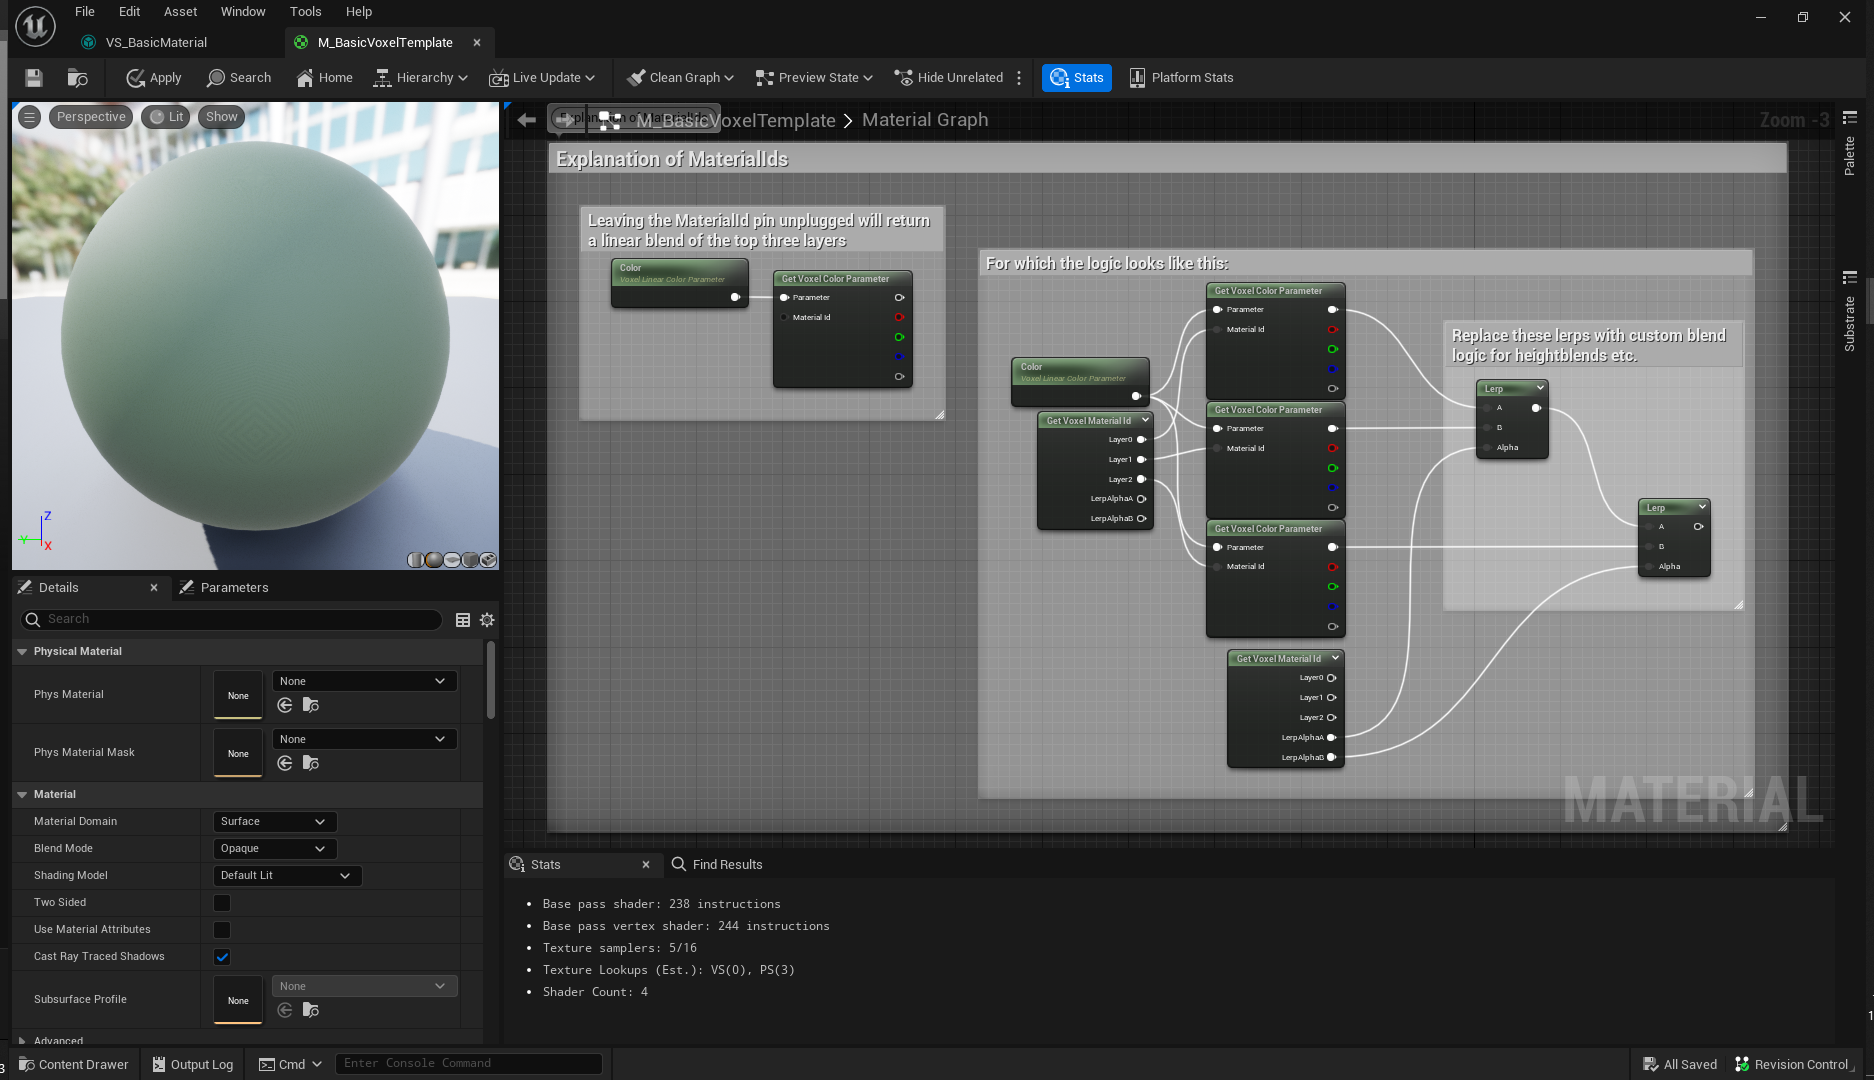 File Edit Asset Window Tools Help
VS_BasicMaterial
M_BasicVoxelTemplate
Apply Search Home Hierarchy Live Update Clean Graph Preview State Hide Unrelated Stats Platform Stats
Perspective Lit Show
M_BasicVoxelTemplate > Material Graph
Zoom -3
Palette
Substrate
Explanation of MaterialIds
Leaving the MaterialId pin unplugged will return
a linear blend of the top three layers
Color
Voxel Linear Color Parameter
Get Voxel Color Parameter
Parameter
Material Id
For which the logic looks like this:
Color
Voxel Linear Color Parameter
Get Voxel Material Id
Layer0
Layer1
Layer2
LerpAlphaA
LerpAlphaB
Get Voxel Color Parameter
Parameter
Material Id
Get Voxel Color Parameter
Parameter
Material Id
Get Voxel Color Parameter
Parameter
Material Id
Get Voxel Material Id
Layer0
Layer1
Layer2
LerpAlphaA
LerpAlphaB
Replace these lerps with custom blend
logic for heightblends etc.
Lerp
A
B
Alpha
Lerp
A
B
Alpha
MATERIAL
Z
Y
X
Details
Parameters
Search
Physical Material
Phys Material
None
None
Phys Material Mask
None
None
Material
Material Domain Surface
Blend Mode Opaque
Shading Model Default Lit
Two Sided
Use Material Attributes
Cast Ray Traced Shadows
Subsurface Profile
None
None
Advanced
Stats
Find Results
• Base pass shader: 238 instructions
• Base pass vertex shader: 244 instructions
• Texture samplers: 5/16
• Texture Lookups (Est.): VS(0), PS(3)
• Shader Count: 4
Content Drawer Output Log Cmd Enter Console Command
All Saved Revision Control